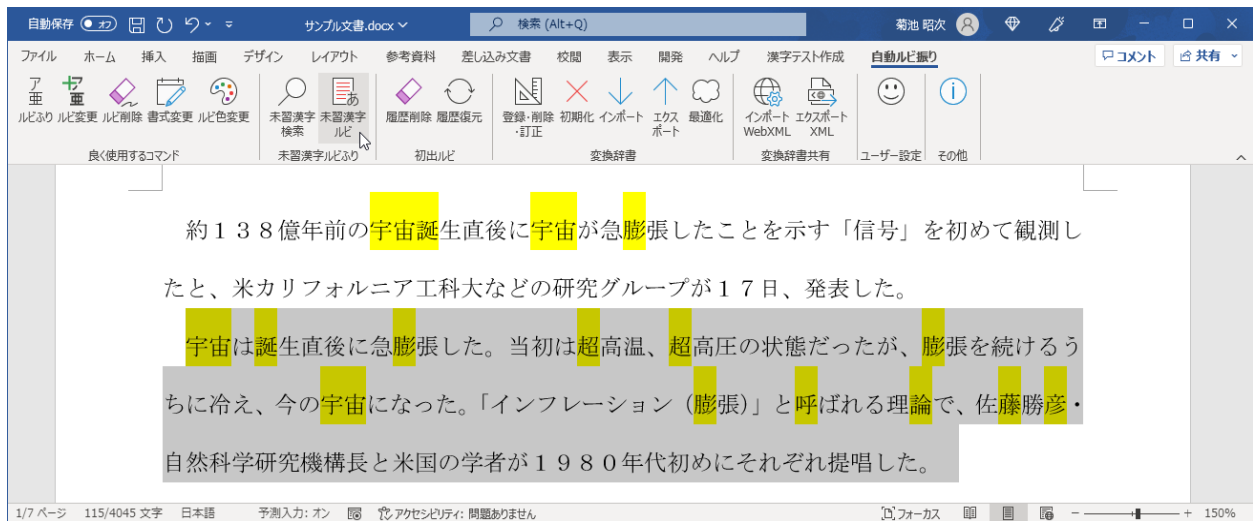 自動保存 オフ サンプル文書.docx 検索 (Alt+Q) 菊池 昭次
ファイル ホーム 挿入 描画 デザイン レイアウト 参考資料 差し込み文書 校閲 表示 開発 ヘルプ 漢字テスト作成 自動ルビ振り コメント 共有
ア亜 ア亜 あ
ルビふり ルビ変更 ルビ削除 書式変更 ルビ色変更 未習漢字検索 未習漢字ルビ 履歴削除 履歴復元 登録・削除・訂正 初期化 インポート エクスポート 最適化 インポートWebXML エクスポートXML
良く使用するコマンド 未習漢字ルビふり 初出ルビ 変換辞書 変換辞書共有 ユーザー設定 その他
約１３８億年前の宇宙誕生直後に宇宙が急膨張したことを示す「信号」を初めて観測し
たと、米カリフォルニア工科大などの研究グループが１７日、発表した。
宇宙は誕生直後に急膨張した。当初は超高温、超高圧の状態だったが、膨張を続けるう
ちに冷え、今の宇宙になった。「インフレーション（膨張）」と呼ばれる理論で、佐藤勝彦・
自然科学研究機構長と米国の学者が１９８０年代初めにそれぞれ提唱した。
1/7 ページ 115/4045 文字 日本語 予測入力: オン アクセシビリティ: 問題ありません フォーカス 150%